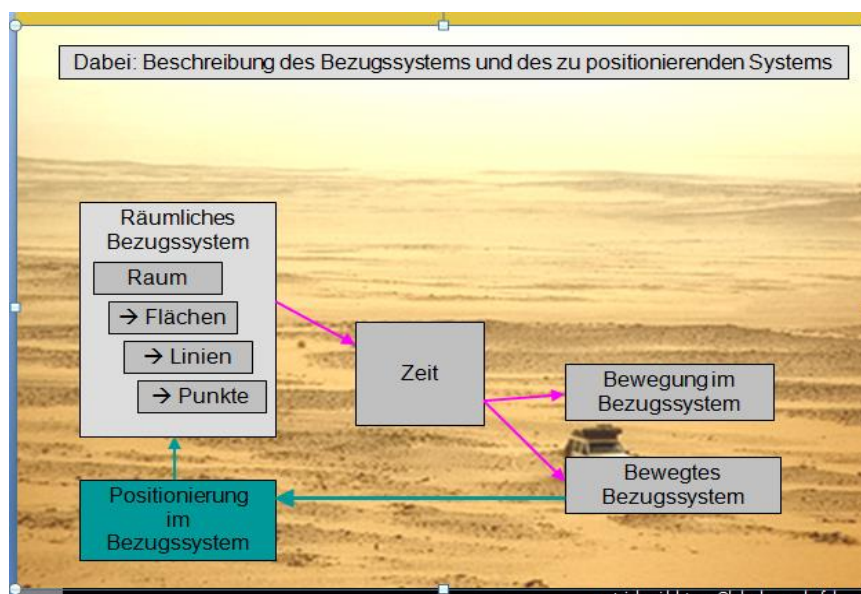 Dabei: Beschreibung des Bezugssystems und des zu positionierenden Systems
Räumliches
Bezugssystem
Raum
→ Flächen
→ Linien
→ Punkte
Zeit
Bewegung im
Bezugssystem
Bewegtes
Bezugssystem
Positionierung
im
Bezugssystem